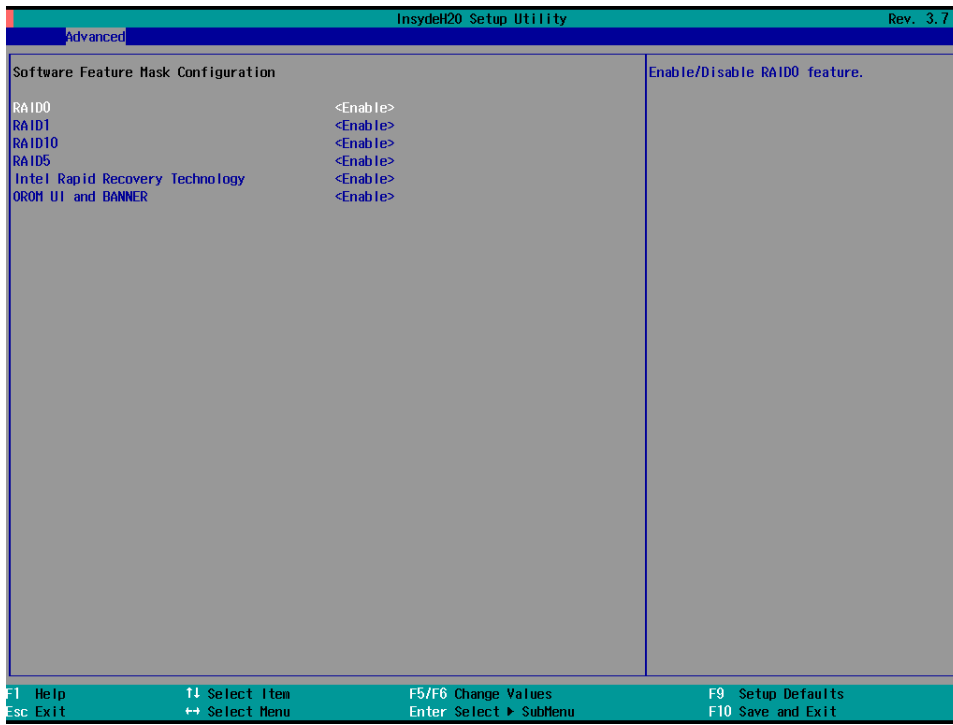 InsydeH20 Setup Utility Rev. 3.7
Advanced
Software Feature Mask Configuration
Enable/Disable RAID0 feature.
RAID0 <Enable>
RAID1 <Enable>
RAID10 <Enable>
RAID5 <Enable>
Intel Rapid Recovery Technology <Enable>
OROM UI and BANNER <Enable>
F1 Help ↑↓ Select Item F5/F6 Change Values F9 Setup Defaults
Esc Exit ←→ Select Menu Enter Select ► SubMenu F10 Save and Exit